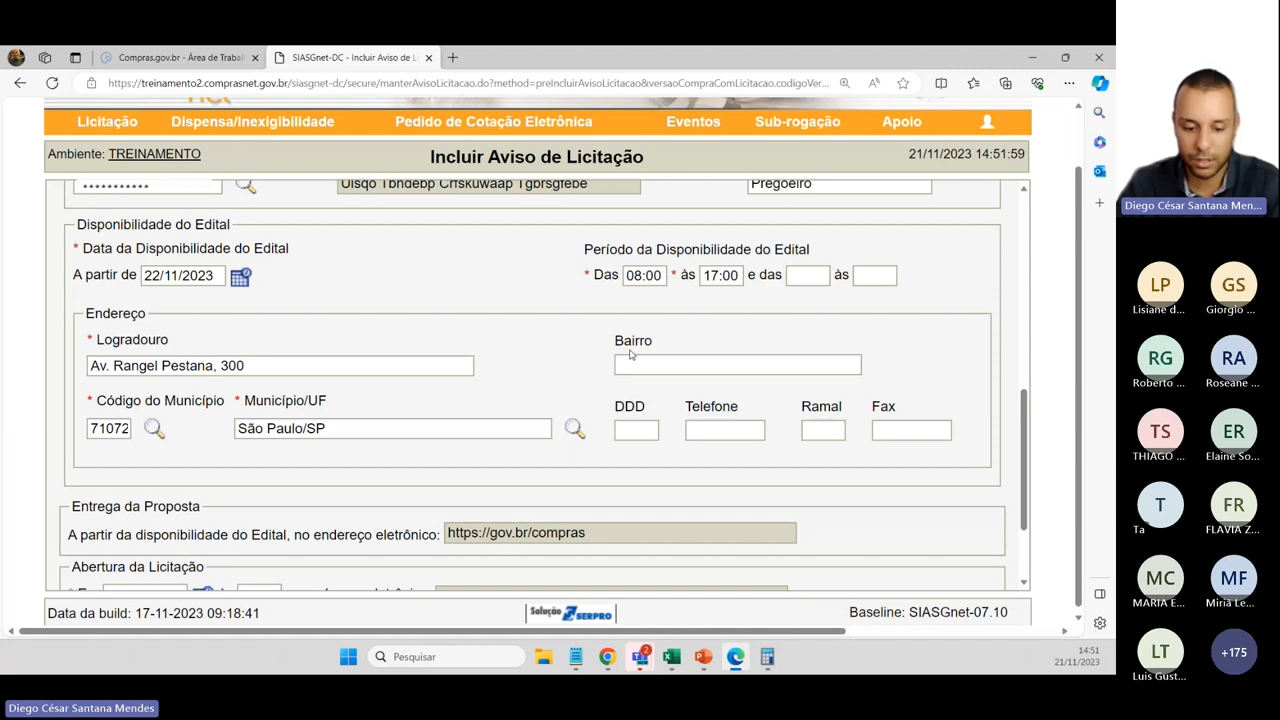 Compras.gov.br - Área de Trabal
SIASGnet-DC - Incluir Aviso de L
https://treinamento2.comprasnet.gov.br/siasgnet-dc/secure/manterAvisoLicitacao.do?method=preIncluirAvisoLicitacao&versaoCompraComLicitacao.codigoVer...
Licitação Dispensa/Inexigibilidade Pedido de Cotação Eletrônica Eventos Sub-rogação Apoio
Ambiente: TREINAMENTO Incluir Aviso de Licitação 21/11/2023 14:51:59
*********** Uisqo Tbhdebp Crfskuwaap Tgbrsgfebe Pregoeiro
Disponibilidade do Edital
* Data da Disponibilidade do Edital Período da Disponibilidade do Edital
A partir de 22/11/2023 * Das 08:00 * às 17:00 e das às
Endereço
* Logradouro Bairro
Av. Rangel Pestana, 300
* Código do Município * Município/UF DDD Telefone Ramal Fax
71072 São Paulo/SP
Entrega da Proposta
A partir da disponibilidade do Edital, no endereço eletrônico: https://gov.br/compras
Abertura da Licitação
Data da build: 17-11-2023 09:18:41 Solução SERPRO Baseline: SIASGnet-07.10
Pesquisar
2
14:51
21/11/2023
Diego César Santana Men...
LP GS
Lisiane d... Giorgio ...
RG RA
Roberto ... Roseane ...
TS ER
THIAGO ... Elaine So...
T FR
Ta FLAVIA Z...
MC MF
MARIA E... Miriã Le...
LT +175
Luis Gust...
Diego César Santana Mendes